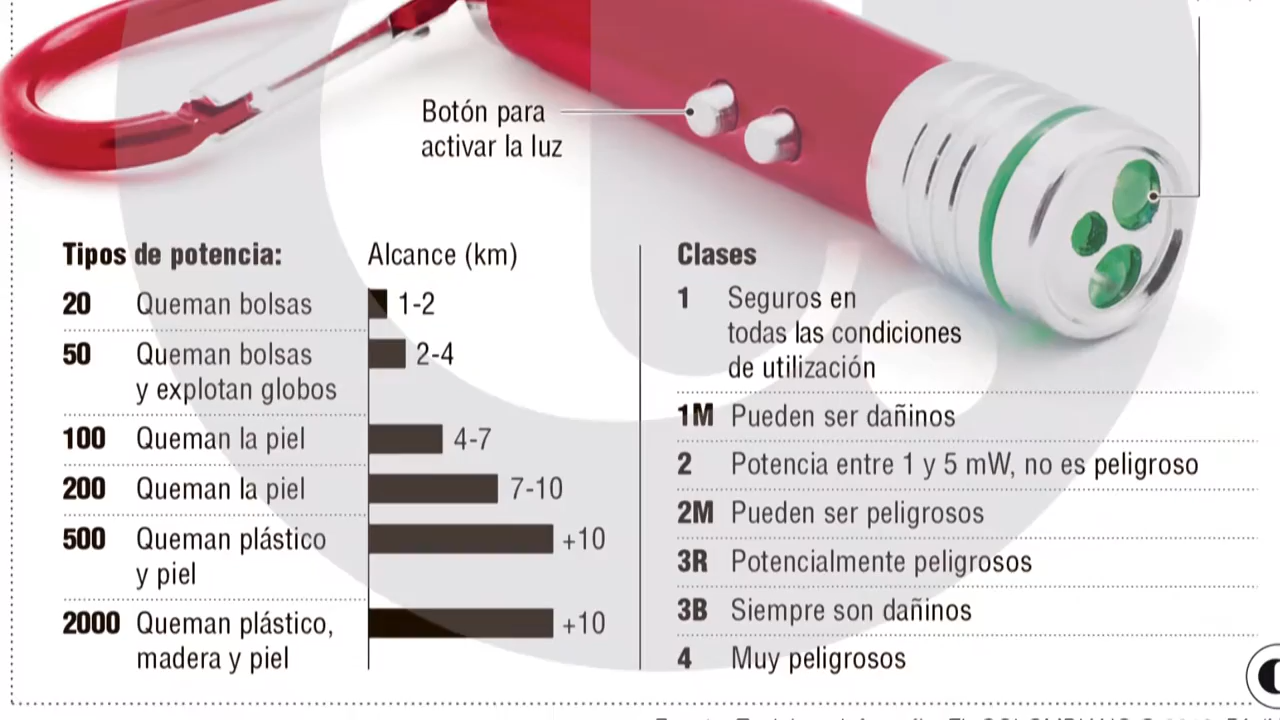 Botón para
activar la luz
Tipos de potencia:
Alcance (km)
20 Queman bolsas 1-2
50 Queman bolsas 2-4
y explotan globos
100 Queman la piel 4-7
200 Queman la piel 7-10
500 Queman plástico +10
y piel
2000 Queman plástico, +10
madera y piel
Clases
1 Seguros en
todas las condiciones
de utilización
1M Pueden ser dañinos
2 Potencia entre 1 y 5 mW, no es peligroso
2M Pueden ser peligrosos
3R Potencialmente peligrosos
3B Siempre son dañinos
4 Muy peligrosos